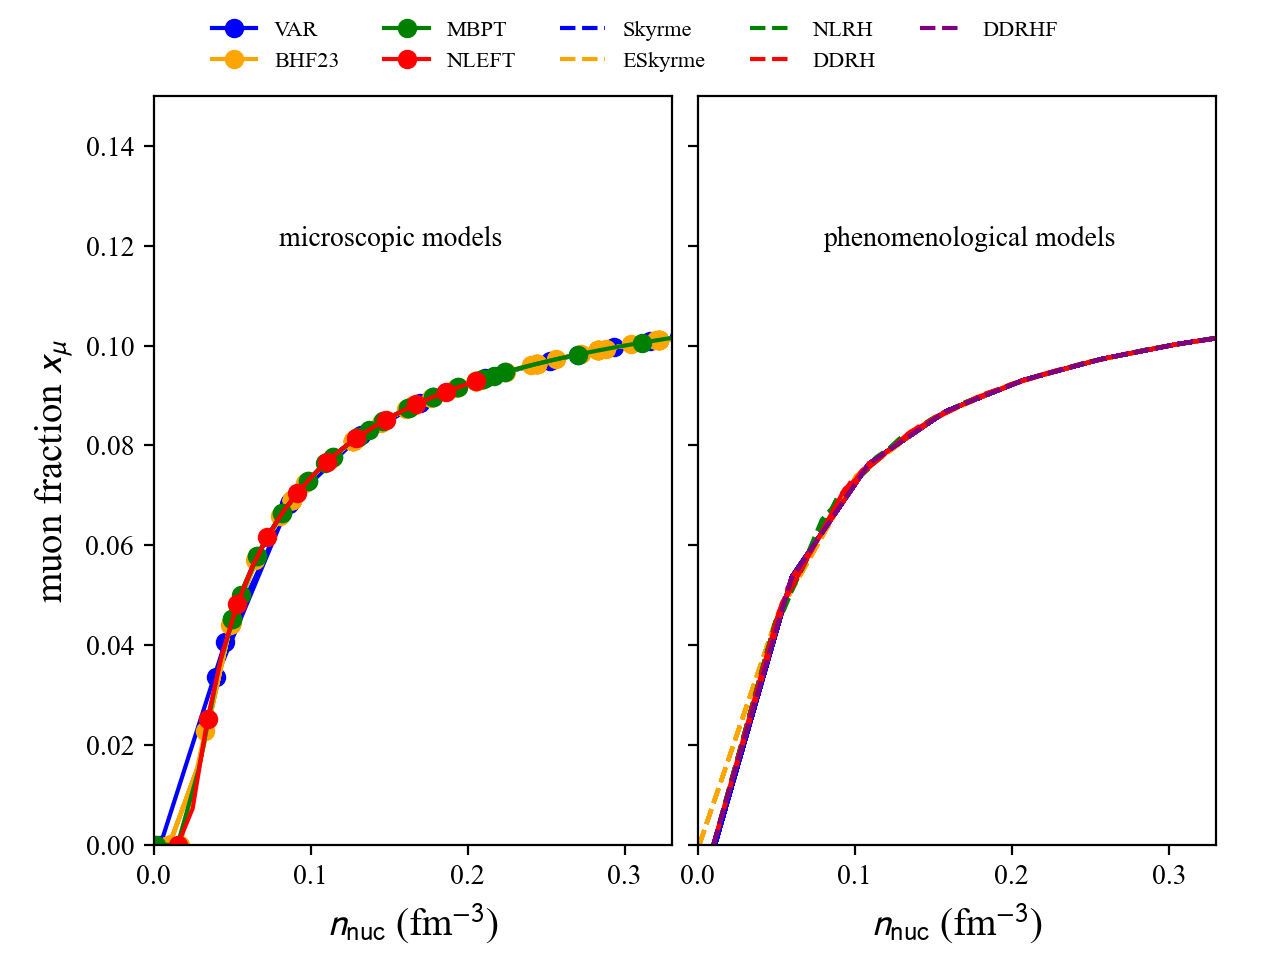 VAR MBPT Skyrme NLRH DDRHF
BHF23 NLEFT ESkyrme DDRH
0.14
0.12
0.10
0.08
0.06
0.04
0.02
0.00
muon fraction xμ
microscopic models phenomenological models
0.0 0.1 0.2 0.3 0.0 0.1 0.2 0.3
nnuc (fm⁻³) nnuc (fm⁻³)